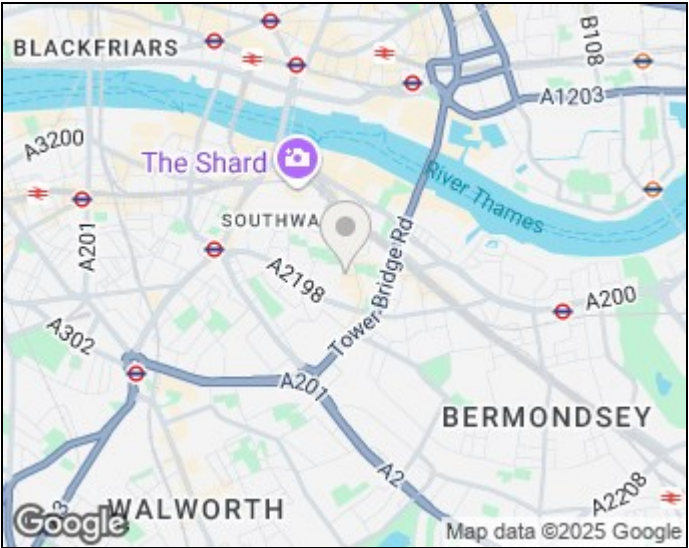 BLACKFRIARS
B108
A1203
A3200
The Shard
River Thames
SOUTHWA
A201
Tower Bridge Rd
A2198
A200
A302
A201
BERMONDSEY
A2
A2208
A3
WALWORTH
Google
Map data ©2025 Google